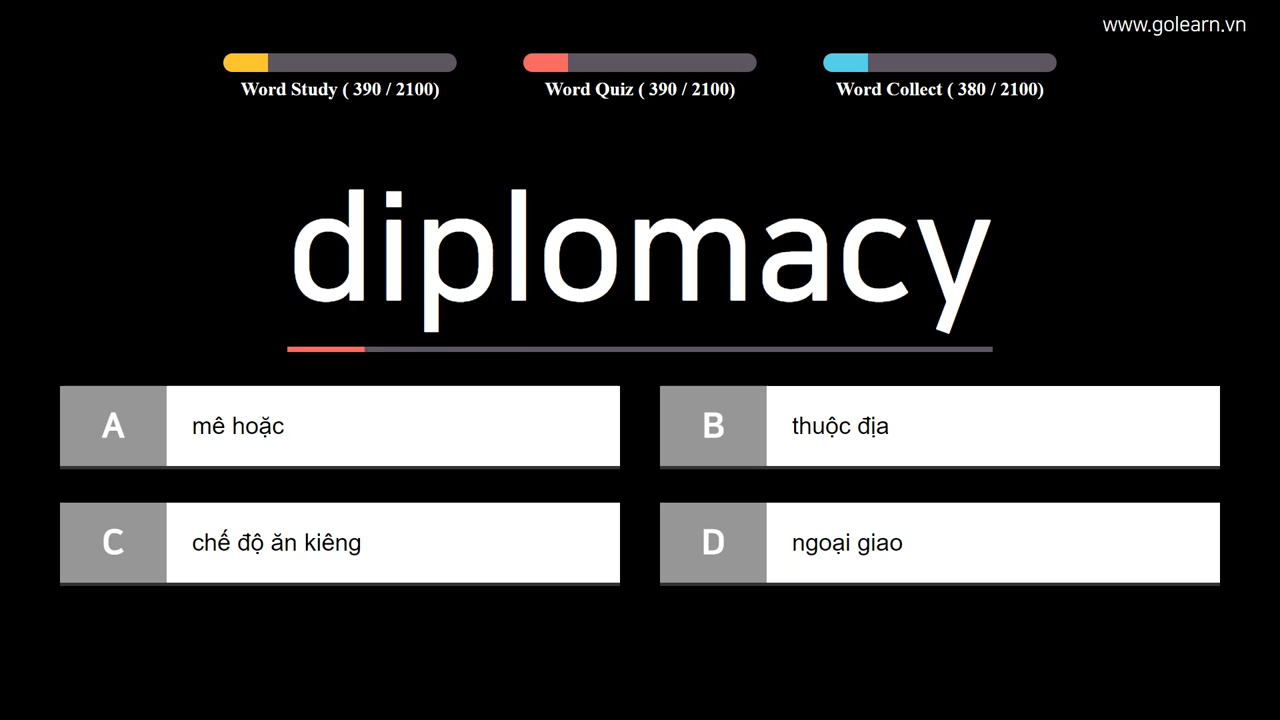 www.golearn.vn
Word Study ( 390 / 2100)
Word Quiz ( 390 / 2100)
Word Collect ( 380 / 2100)
diplomacy
A mê hoặc
B thuộc địa
C chế độ ăn kiêng
D ngoại giao